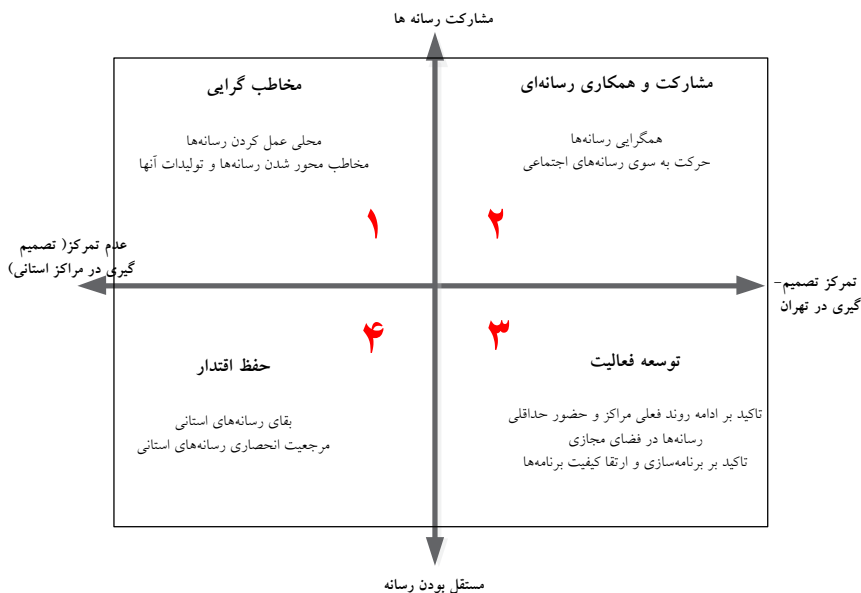 مشارکت رسانه ها
مشارکت و همکاری رسانه‌ای
همگرایی رسانه‌ها
حرکت به سوی رسانه‌های اجتماعی
۲
مخاطب گرایی
محلی عمل کردن رسانه‌ها
مخاطب محور شدن رسانه‌ها و تولیدات آنها
۱
تمرکز تصمیم-
گیری در تهران
عدم تمرکز( تصمیم
گیری در مراکز استانی)
۳
توسعه فعالیت
تاکید بر ادامه روند فعلی مراکز و حضور حداقلی
رسانه‌ها در فضای مجازی
تاکید بر برنامه‌سازی و ارتقا کیفیت برنامه‌ها
۴
حفظ اقتدار
بقای رسانه‌های استانی
مرجعیت انحصاری رسانه‌های استانی
مستقل بودن رسانه